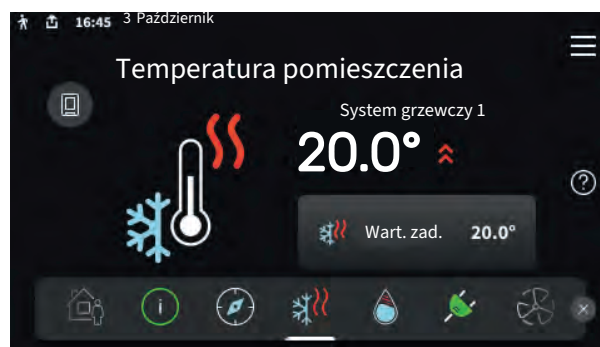 16:45 3 Październik
Temperatura pomieszczenia
System grzewczy 1
20.0°
Wart. zad. 20.0°